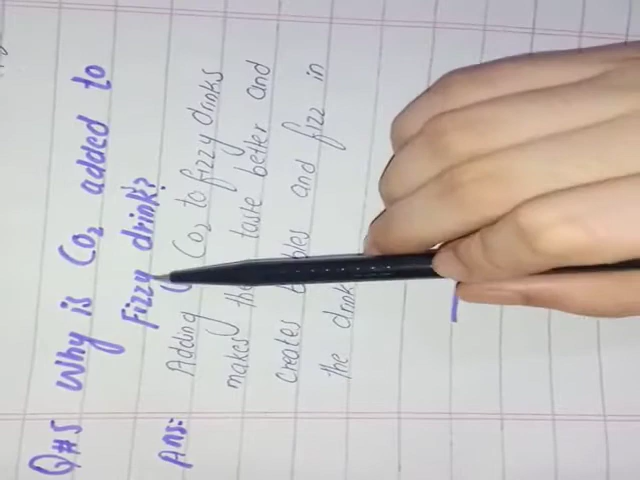 Q#5 Why is Co₂ added to
Fizzy drink?
Ans: Adding Co₂ to fizzy drinks
makes the taste better and
creates and fizz in
the drink